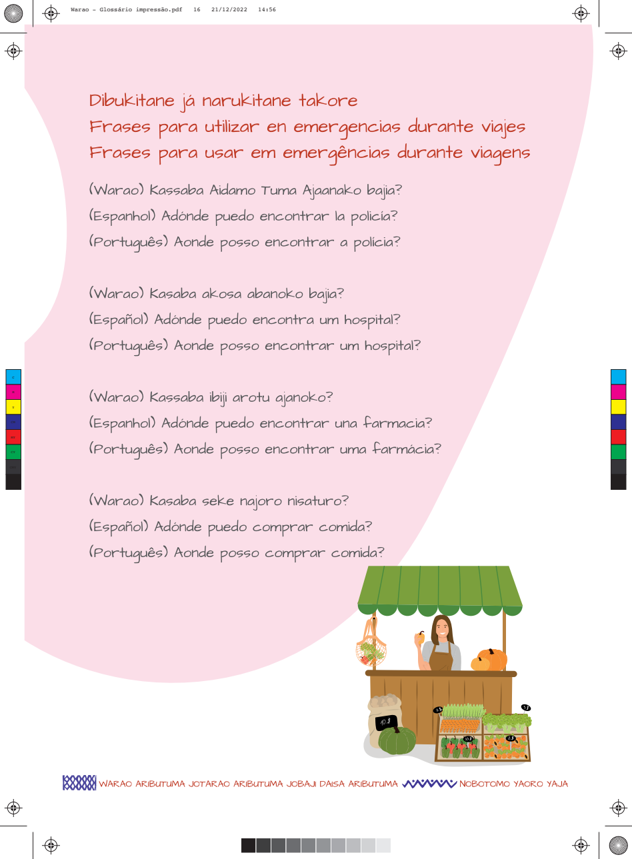 Warao - Glossário impressão.pdf 16 21/12/2022 14:56
Dibukitane já narukitane takore
Frases para utilizar en emergencias durante viajes
Frases para usar em emergências durante viagens
(Warao) Kassaba Aidamo Tuma Ajaanako bajia?
(Espanhol) Adónde puedo encontrar la policía?
(Português) Aonde posso encontrar a polícia?
(Warao) Kasaba akosa abanoko bajia?
(Español) Adónde puedo encontra um hospital?
(Português) Aonde posso encontrar um hospital?
(Warao) Kassaba ibiji arotu ajanoko?
(Espanhol) Adónde puedo encontrar una farmacia?
(Português) Aonde posso encontrar uma farmácia?
(Warao) Kasaba seke najoro nisaturo?
(Español) Adónde puedo comprar comida?
(Português) Aonde posso comprar comida?
WARAO ARIBUTUMA JOTARAO ARIBUTUMA JOBAJI DAISA ARIBUTUMA NOBOTOMO YAORO YAJA